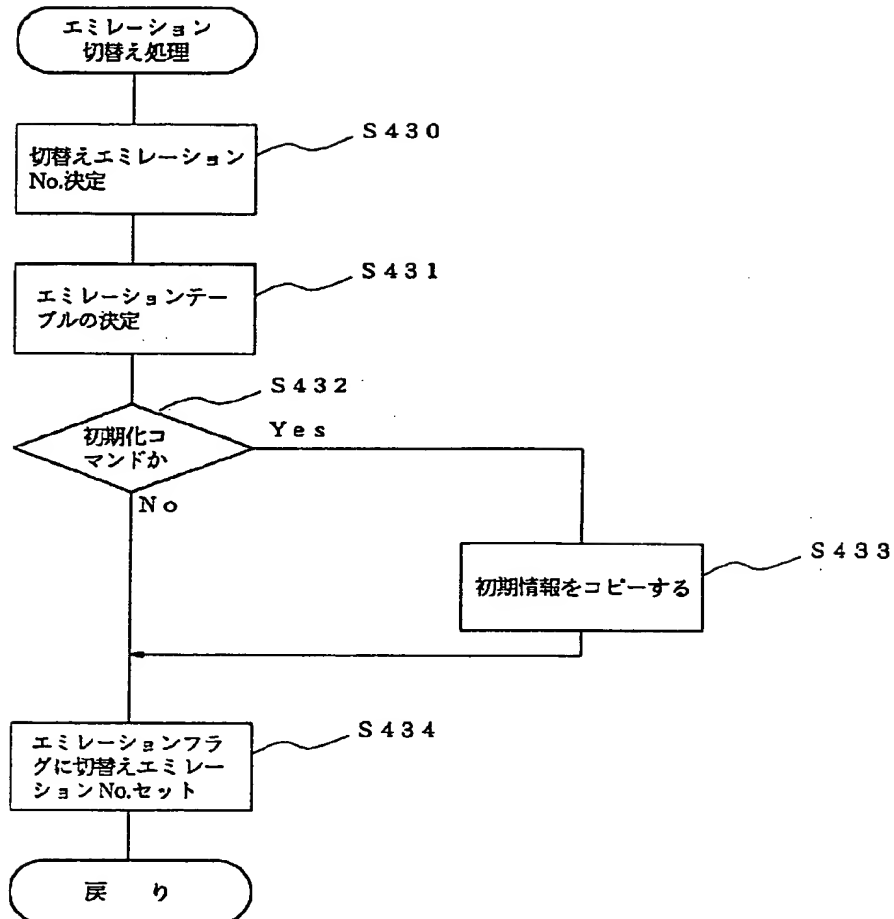 エミレーション
切替え処理
S430
切替えエミレーション
No.決定
S431
エミレーションテー
ブルの決定
S432
初期化コ
マンドか
Yes
No
S433
初期情報をコピーする
S434
エミレーションフラ
グに切替えエミレー
ションNo.セット
戻 り